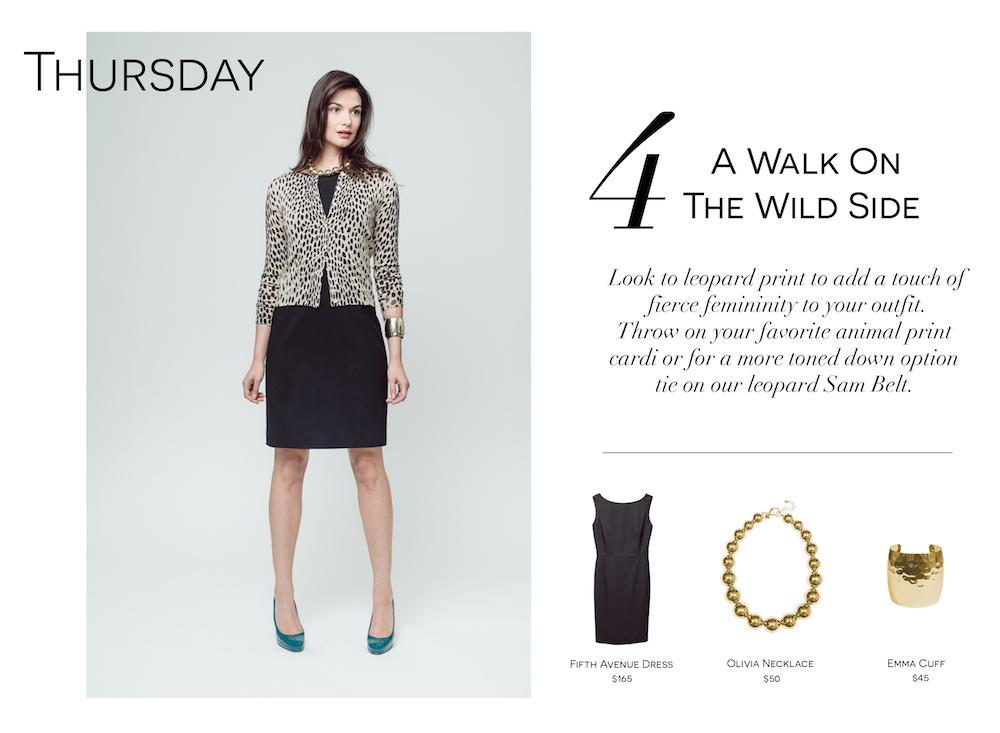 THURSDAY
4
A WALK ON
THE WILD SIDE
Look to leopard print to add a touch of
fierce femininity to your outfit.
Throw on your favorite animal print
cardi or for a more toned down option
tie on our leopard Sam Belt.
FIFTH AVENUE DRESS
$165
OLIVIA NECKLACE
$50
EMMA CUFF
$45